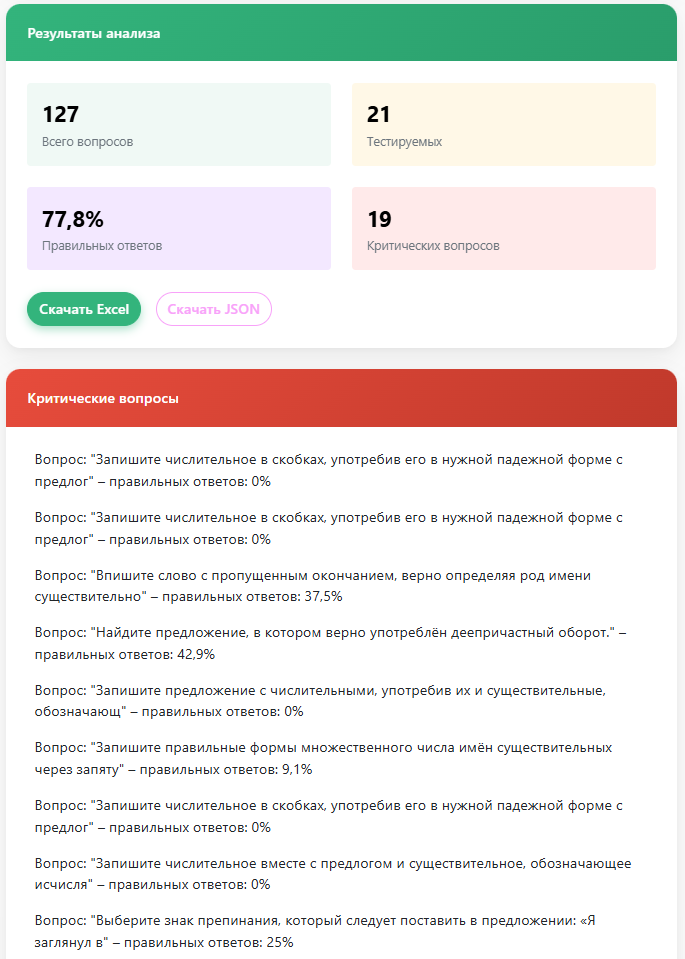 Результаты анализа
127
Всего вопросов
21
Тестируемых
77,8%
Правильных ответов
19
Критических вопросов
Скачать Excel
Скачать JSON
Критические вопросы
Вопрос: "Запишите числительное в скобках, употребив его в нужной падежной форме с
предлог" – правильных ответов: 0%
Вопрос: "Запишите числительное в скобках, употребив его в нужной падежной форме с
предлог" – правильных ответов: 0%
Вопрос: "Впишите слово с пропущенным окончанием, верно определяя род имени
существительно" – правильных ответов: 37,5%
Вопрос: "Найдите предложение, в котором верно употреблён деепричастный оборот." –
правильных ответов: 42,9%
Вопрос: "Запишите предложение с числительными, употребив их и существительные,
обозначающ" – правильных ответов: 0%
Вопрос: "Запишите правильные формы множественного числа имён существительных
через запяту" – правильных ответов: 9,1%
Вопрос: "Запишите числительное в скобках, употребив его в нужной падежной форме с
предлог" – правильных ответов: 0%
Вопрос: "Запишите числительное вместе с предлогом и существительное, обозначающее
исчисля" – правильных ответов: 0%
Вопрос: "Выберите знак препинания, который следует поставить в предложении: «Я
заглянул в" – правильных ответов: 25%